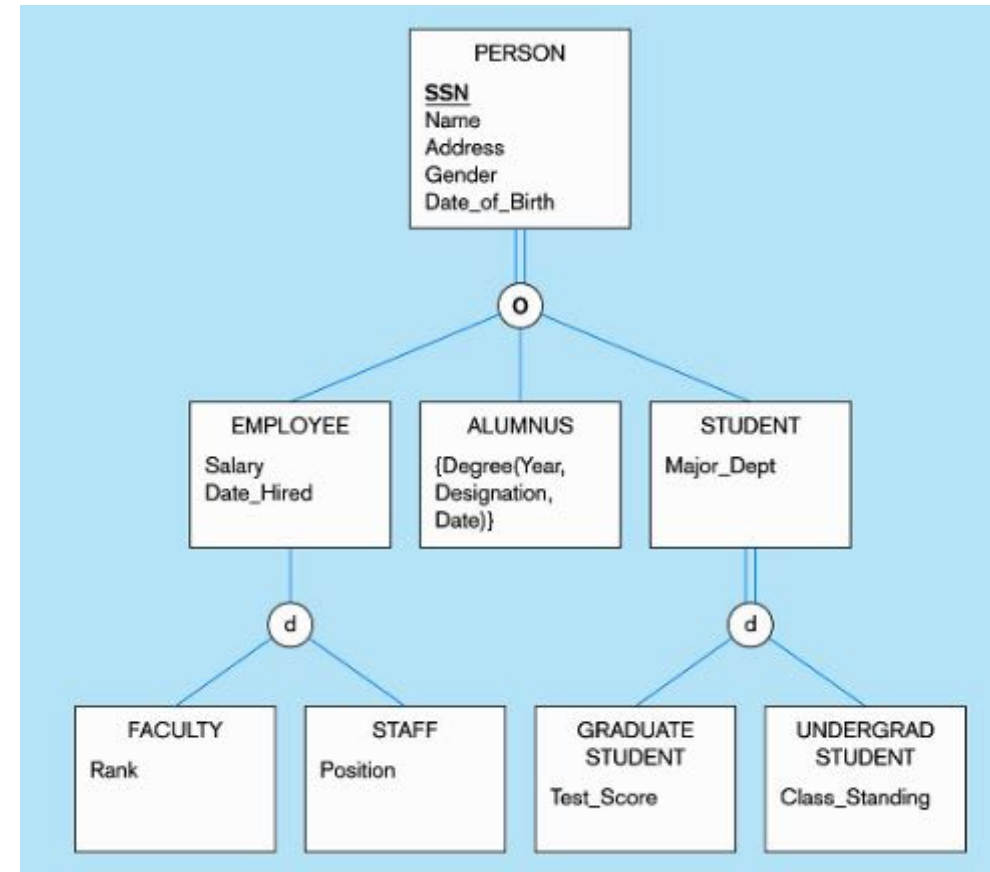 PERSON
SSN
Name
Address
Gender
Date_of_Birth
O
EMPLOYEE
Salary
Date_Hired
ALUMNUS
{Degree(Year,
Designation,
Date)}
STUDENT
Major_Dept
d
d
FACULTY
Rank
STAFF
Position
GRADUATE
STUDENT
Test_Score
UNDERGRAD
STUDENT
Class_Standing